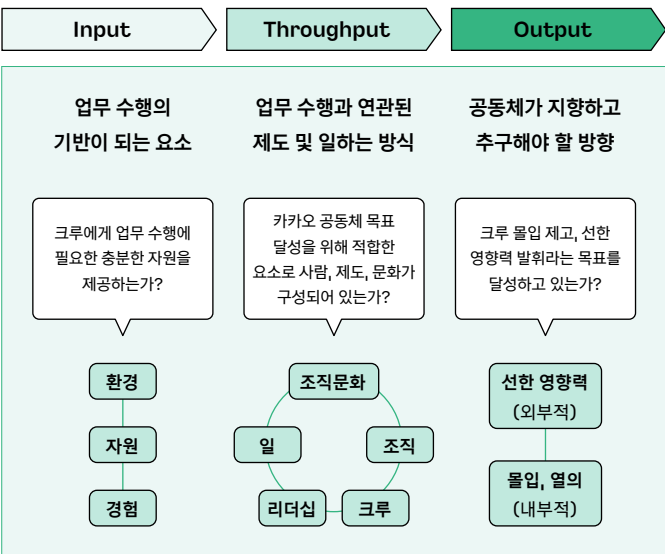 Input
Throughput
Output
업무 수행의
기반이 되는 요소
업무 수행과 연관된
제도 및 일하는 방식
공동체가 지향하고
추구해야 할 방향
크루에게 업무 수행에
필요한 충분한 자원을
제공하는가?
카카오 공동체 목표
달성을 위해 적합한
요소로 사람, 제도, 문화가
구성되어 있는가?
크루 몰입 제고, 선한
영향력 발휘라는 목표를
달성하고 있는가?
환경
자원
경험
조직문화
일
조직
리더십
크루
선한 영향력
(외부적)
몰입, 열의
(내부적)